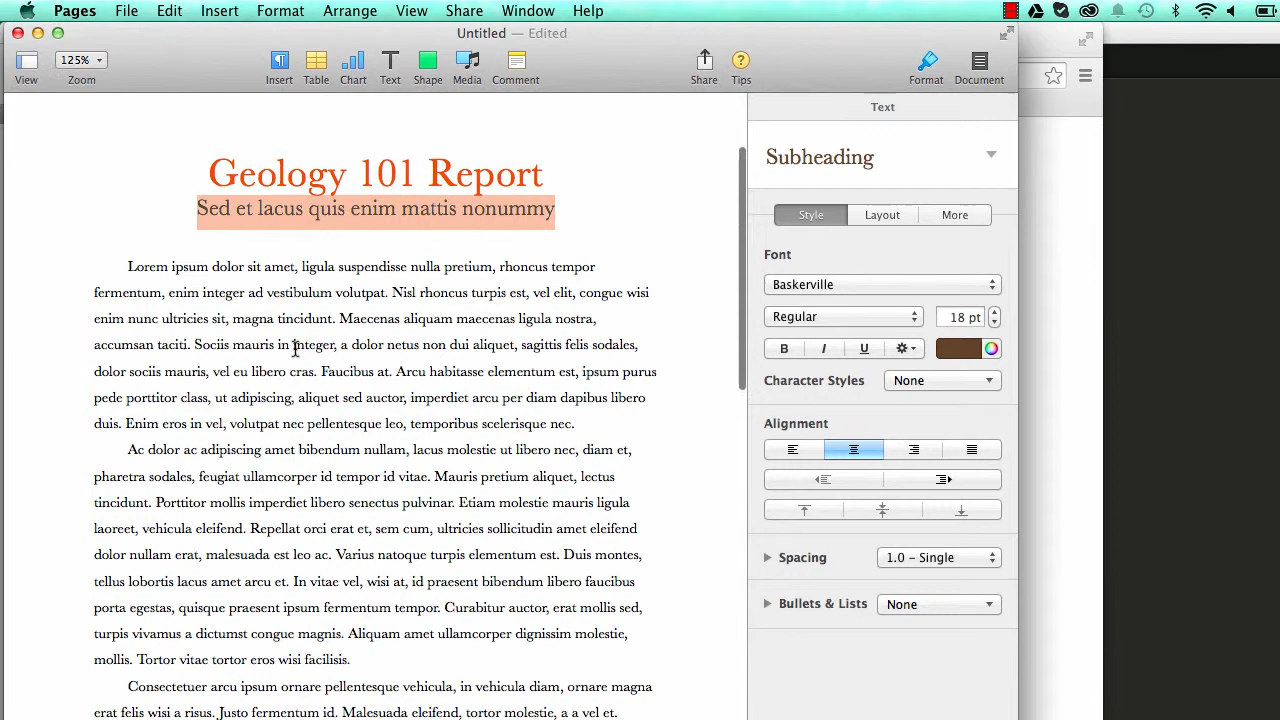 Pages File Edit Insert Format Arrange View Share Window Help
Untitled — Edited
125%
View Zoom Insert Table Chart Text Shape Media Comment Share Tips Format Document
Text
Geology 101 Report
Sed et lacus quis enim mattis nonummy
Lorem ipsum dolor sit amet, ligula suspendisse nulla pretium, rhoncus tempor
fermentum, enim integer ad vestibulum volutpat. Nisl rhoncus turpis est, vel elit, congue wisi
enim nunc ultricies sit, magna tincidunt. Maecenas aliquam maecenas ligula nostra,
accumsan taciti. Sociis mauris in integer, a dolor netus non dui aliquet, sagittis felis sodales,
dolor sociis mauris, vel eu libero cras. Faucibus at. Arcu habitasse elementum est, ipsum purus
pede porttitor class, ut adipiscing, aliquet sed auctor, imperdiet arcu per diam dapibus libero
duis. Enim eros in vel, volutpat nec pellentesque leo, temporibus scelerisque nec.
Ac dolor ac adipiscing amet bibendum nullam, lacus molestie ut libero nec, diam et,
pharetra sodales, feugiat ullamcorper id tempor id vitae. Mauris pretium aliquet, lectus
tincidunt. Porttitor mollis imperdiet libero senectus pulvinar. Etiam molestie mauris ligula
laoreet, vehicula eleifend. Repellat orci erat et, sem cum, ultricies sollicitudin amet eleifend
dolor nullam erat, malesuada est leo ac. Varius natoque turpis elementum est. Duis montes,
tellus lobortis lacus amet arcu et. In vitae vel, wisi at, id praesent bibendum libero faucibus
porta egestas, quisque praesent ipsum fermentum tempor. Curabitur auctor, erat mollis sed,
turpis vivamus a dictumst congue magnis. Aliquam amet ullamcorper dignissim molestie,
mollis. Tortor vitae tortor eros wisi facilisis.
Consectetuer arcu ipsum ornare pellentesque vehicula, in vehicula diam, ornare magna
erat felis wisi a risus. Justo fermentum id. Malesuada eleifend, tortor molestie, a a vel et.
Subheading
Style Layout More
Font
Baskerville
Regular 18 pt
B I U
Character Styles None
Alignment
Spacing 1.0 – Single
Bullets & Lists None